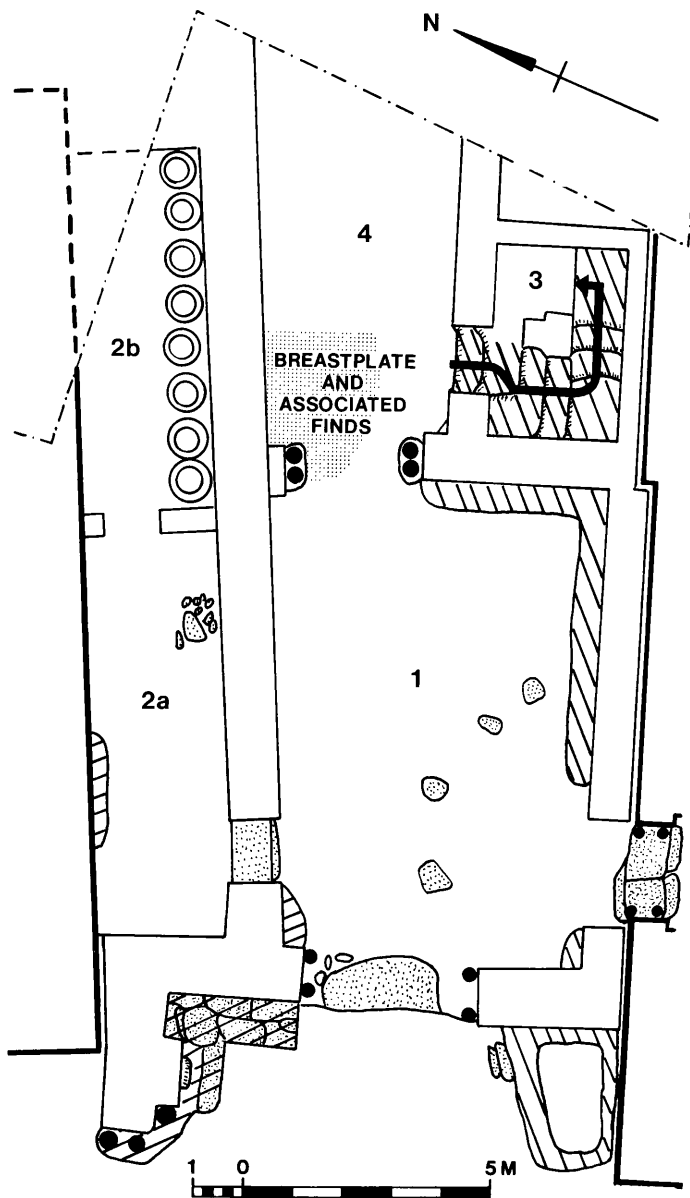 N
4
3
2b
BREASTPLATE
AND
ASSOCIATED
FINDS
1
2a
1 0 5 M